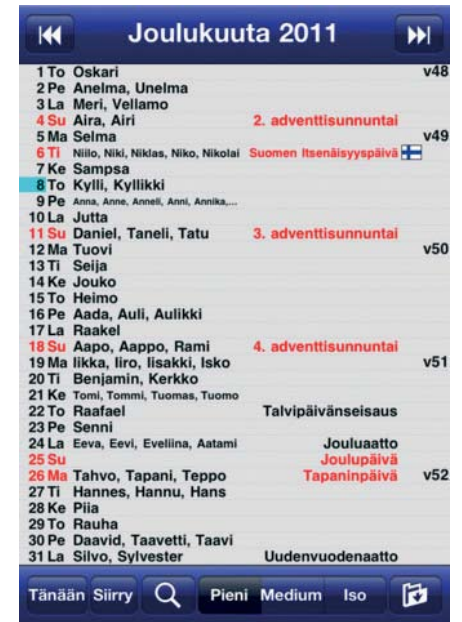 Joulukuuta 2011
1 To Oskari v48
2 Pe Anelma, Unelma
3 La Meri, Vellamo
4 Su Aira, Airi 2. adventtisunnuntai
5 Ma Selma v49
6 Ti Niilo, Niki, Niklas, Niko, Nikolai Suomen Itsenäisyyspäivä
7 Ke Sampsa
8 To Kylli, Kyllikki
9 Pe Anna, Anne, Anneli, Anni, Annika,...
10 La Jutta
11 Su Daniel, Taneli, Tatu 3. adventtisunnuntai
12 Ma Tuovi v50
13 Ti Seija
14 Ke Jouko
15 To Heimo
16 Pe Aada, Auli, Aulikki
17 La Raakel
18 Su Aapo, Aappo, Rami 4. adventtisunnuntai
19 Ma Iikka, Iiro, Iisakki, Isko v51
20 Ti Benjamin, Kerkko
21 Ke Tomi, Tommi, Tuomas, Tuomo
22 To Raafael Talvipäivänseisaus
23 Pe Senni
24 La Eeva, Eevi, Eveliina, Aatami Jouluaatto
25 Su Joulupäivä
26 Ma Tahvo, Tapani, Teppo Tapaninpäivä v52
27 Ti Hannes, Hannu, Hans
28 Ke Piia
29 To Rauha
30 Pe Daavid, Taavetti, Taavi
31 La Silvo, Sylvester Uudenvuodenaatto
Tänään Siirry Pieni Medium Iso